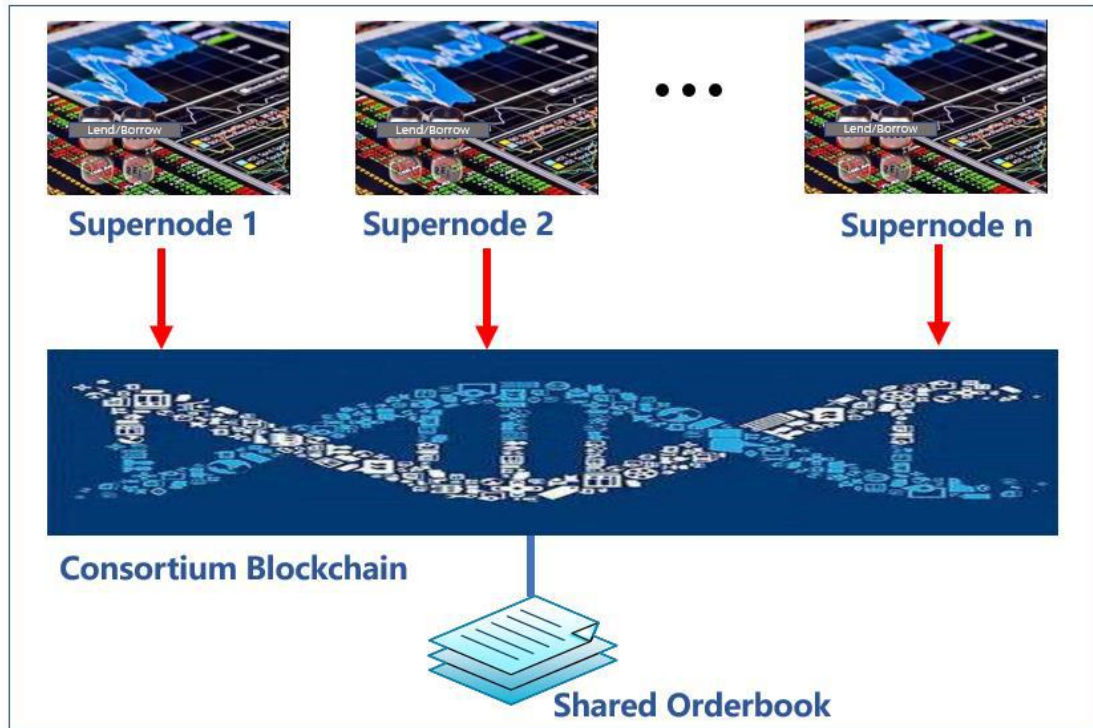 Lend/Borrow
Lend/Borrow
Lend/Borrow
Supernode 1
Supernode 2
Supernode n
Consortium Blockchain
Shared Orderbook